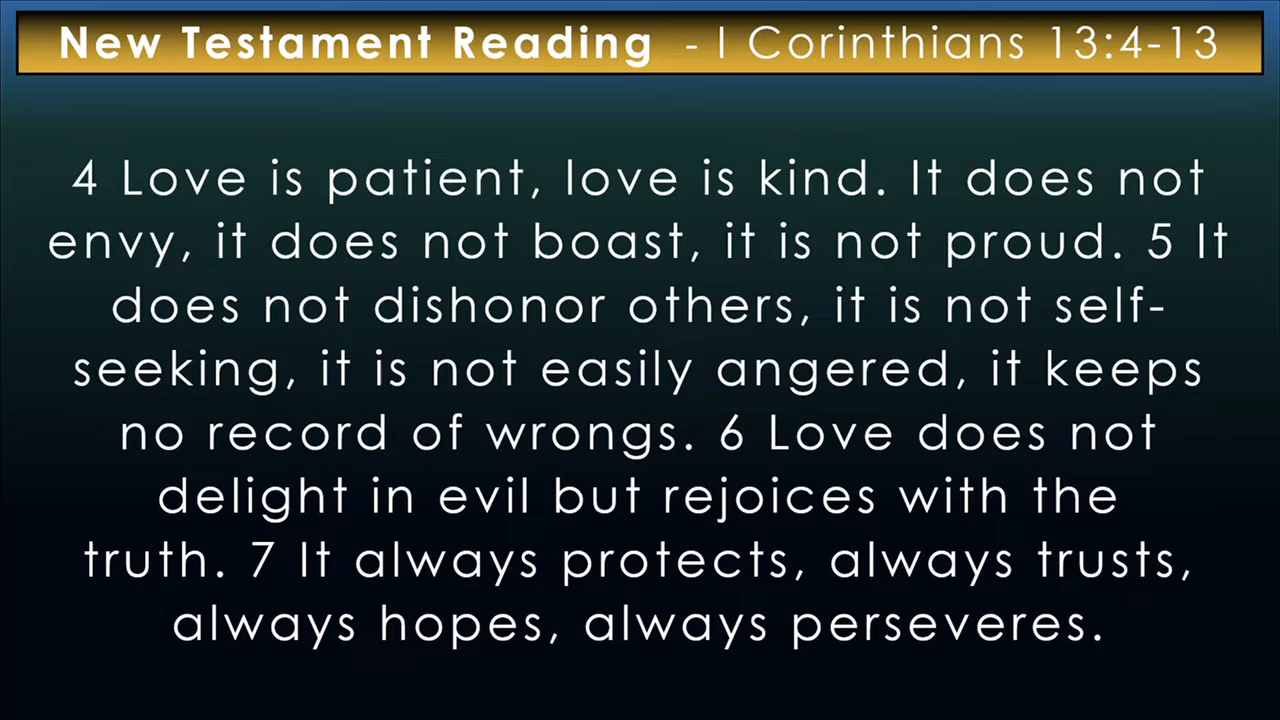 New Testament Reading - I Corinthians 13:4-13
4 Love is patient, love is kind. It does not
envy, it does not boast, it is not proud. 5 It
does not dishonor others, it is not self-
seeking, it is not easily angered, it keeps
no record of wrongs. 6 Love does not
delight in evil but rejoices with the
truth. 7 It always protects, always trusts,
always hopes, always perseveres.